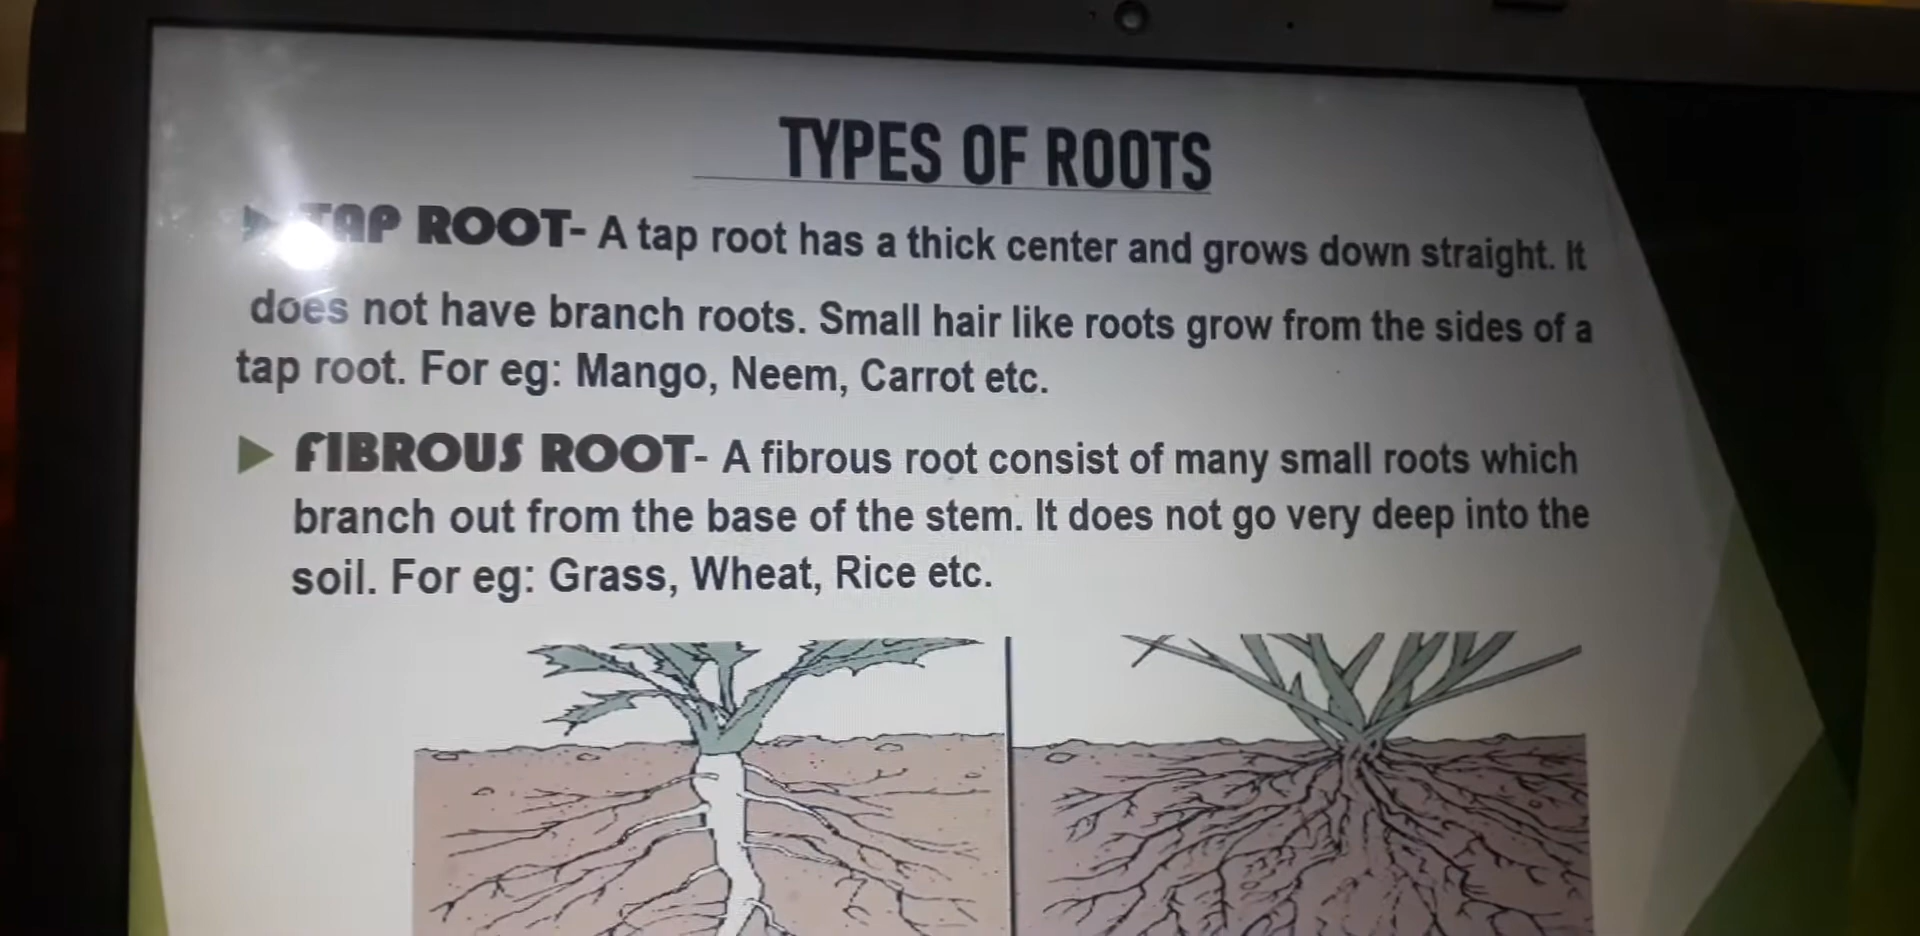 TYPES OF ROOTS
TAP ROOT- A tap root has a thick center and grows down straight. It
does not have branch roots. Small hair like roots grow from the sides of a
tap root. For eg: Mango, Neem, Carrot etc.
FIBROUS ROOT- A fibrous root consist of many small roots which
branch out from the base of the stem. It does not go very deep into the
soil. For eg: Grass, Wheat, Rice etc.